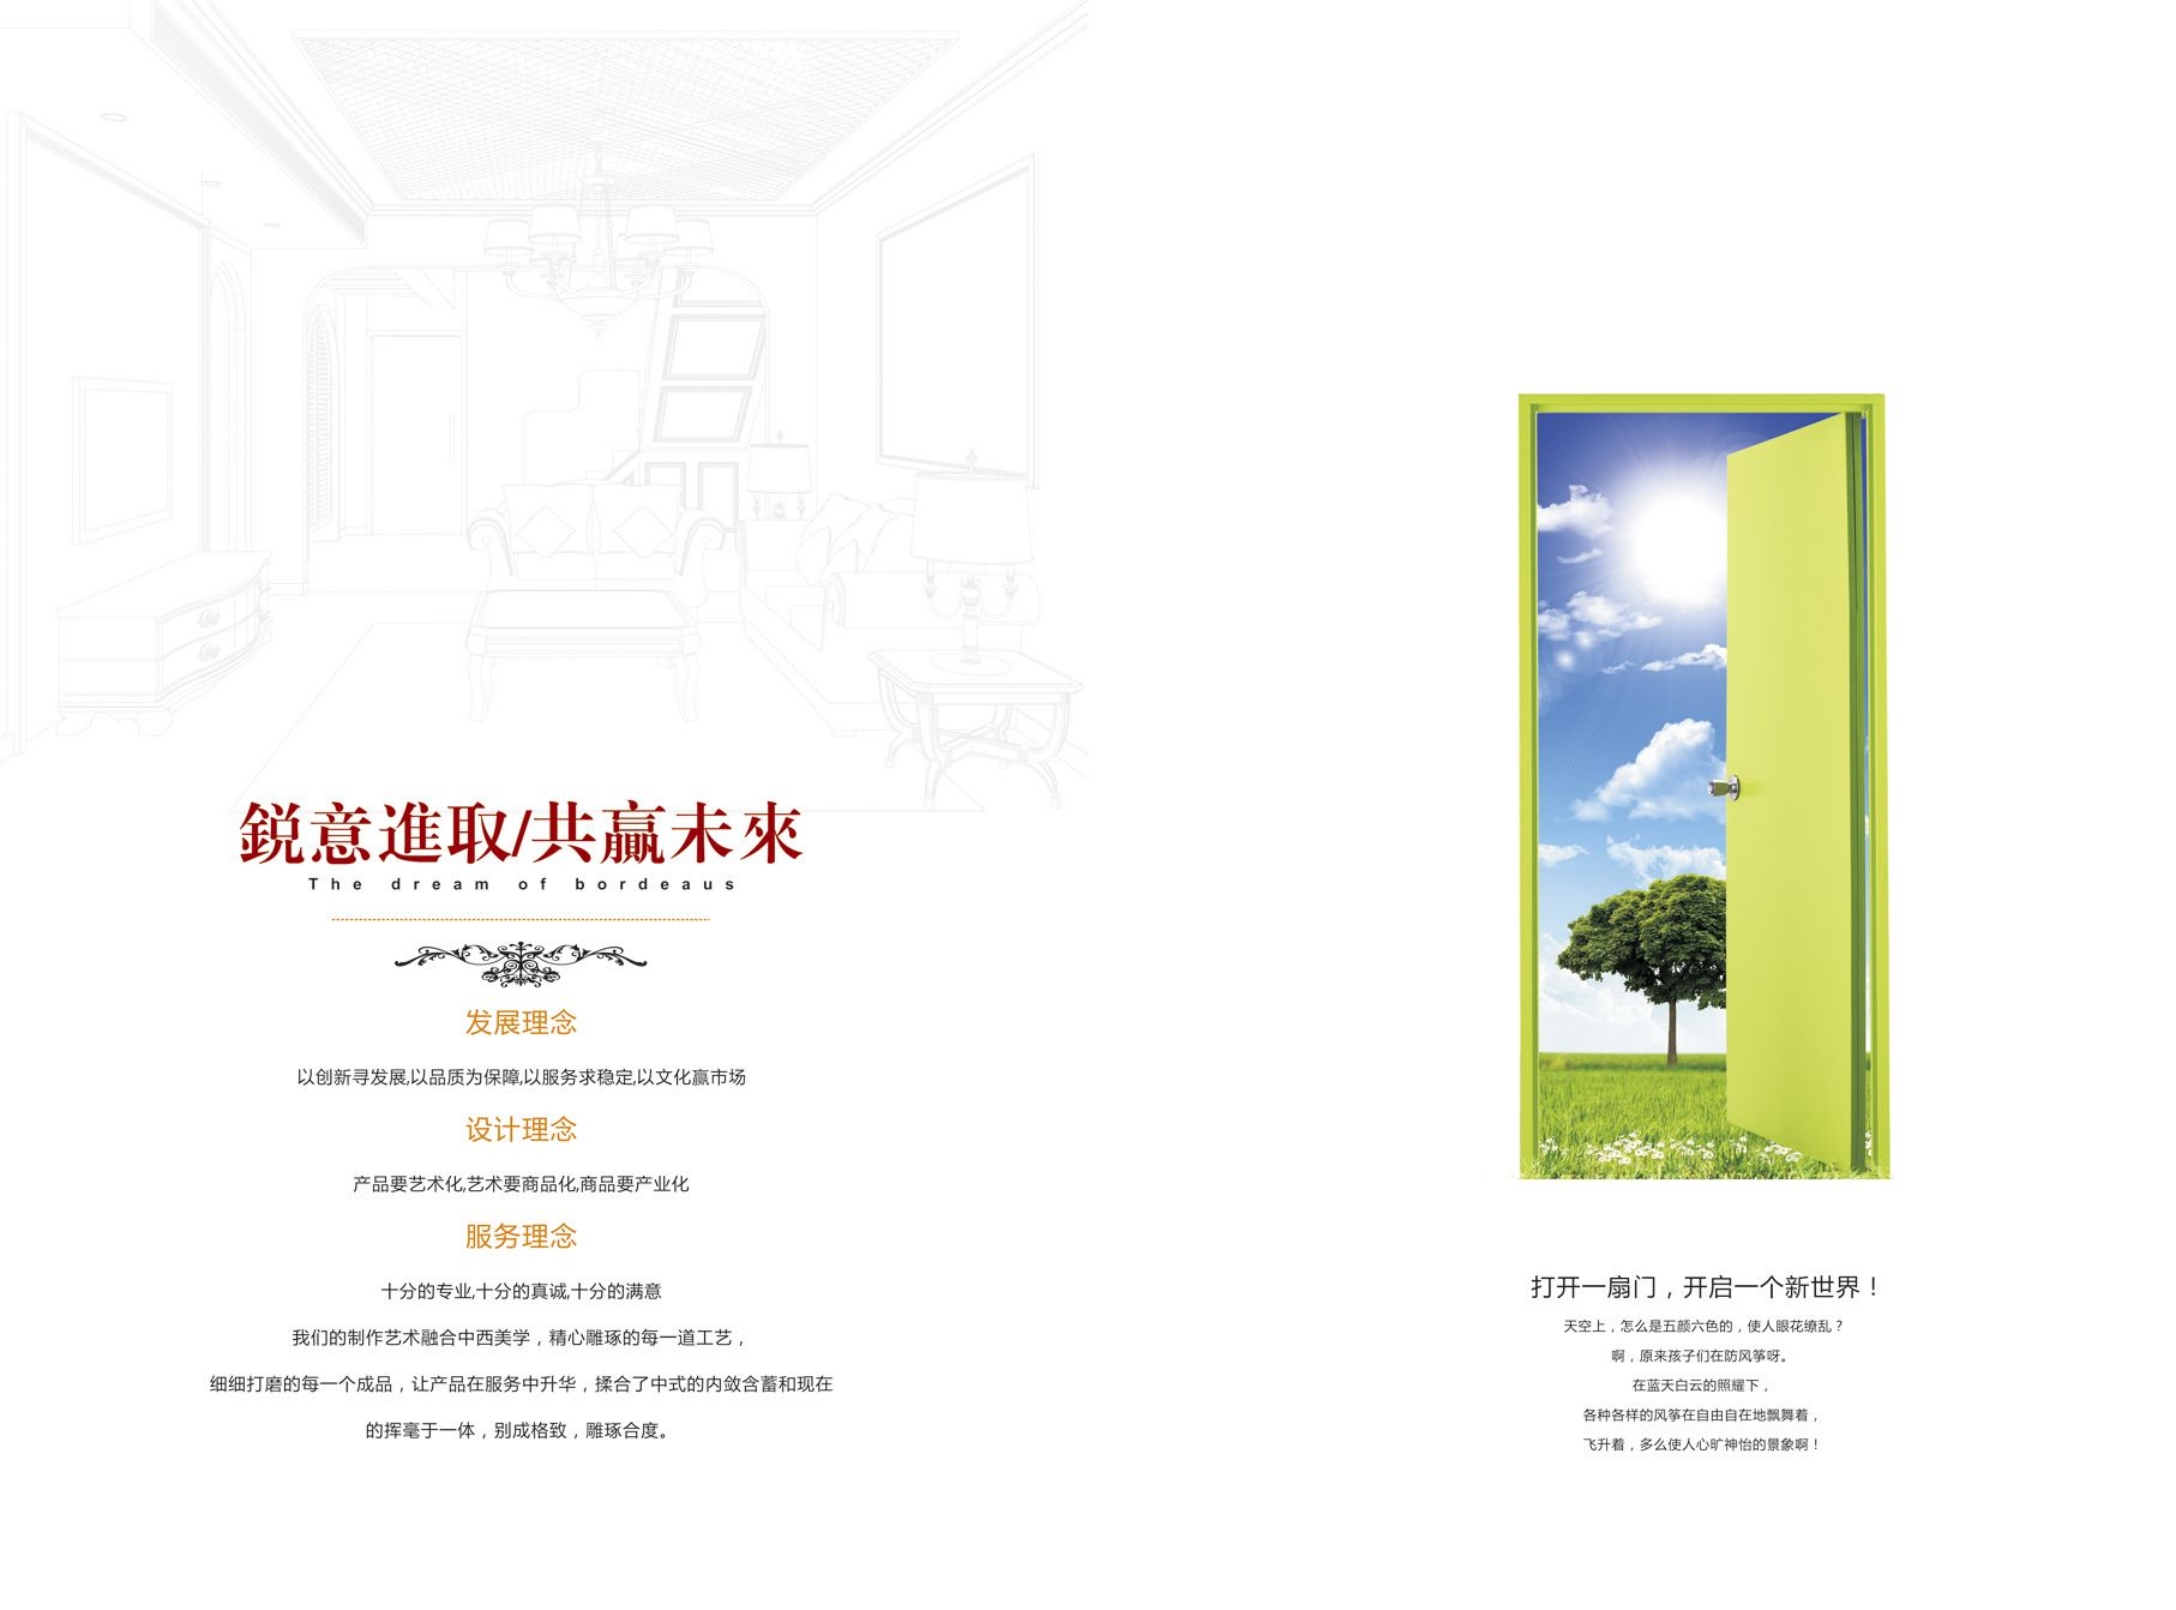 鋭意進取/共贏未來
The dream of bordeaus
发展理念
以创新寻发展,以品质为保障,以服务求稳定,以文化赢市场
设计理念
产品要艺术化,艺术要商品化,商品要产业化
服务理念
十分的专业,十分的真诚,十分的满意
我们的制作艺术融合中西美学，精心雕琢的每一道工艺，
细细打磨的每一个成品，让产品在服务中升华，揉合了中式的内敛含蓄和现在
的挥毫于一体，别成格致，雕琢合度。
打开一扇门，开启一个新世界！
天空上，怎么是五颜六色的，使人眼花缭乱？
啊，原来孩子们在防风筝呀。
在蓝天白云的照耀下，
各种各样的风筝在自由自在地飘舞着，
飞升着，多么使人心旷神怡的景象啊！